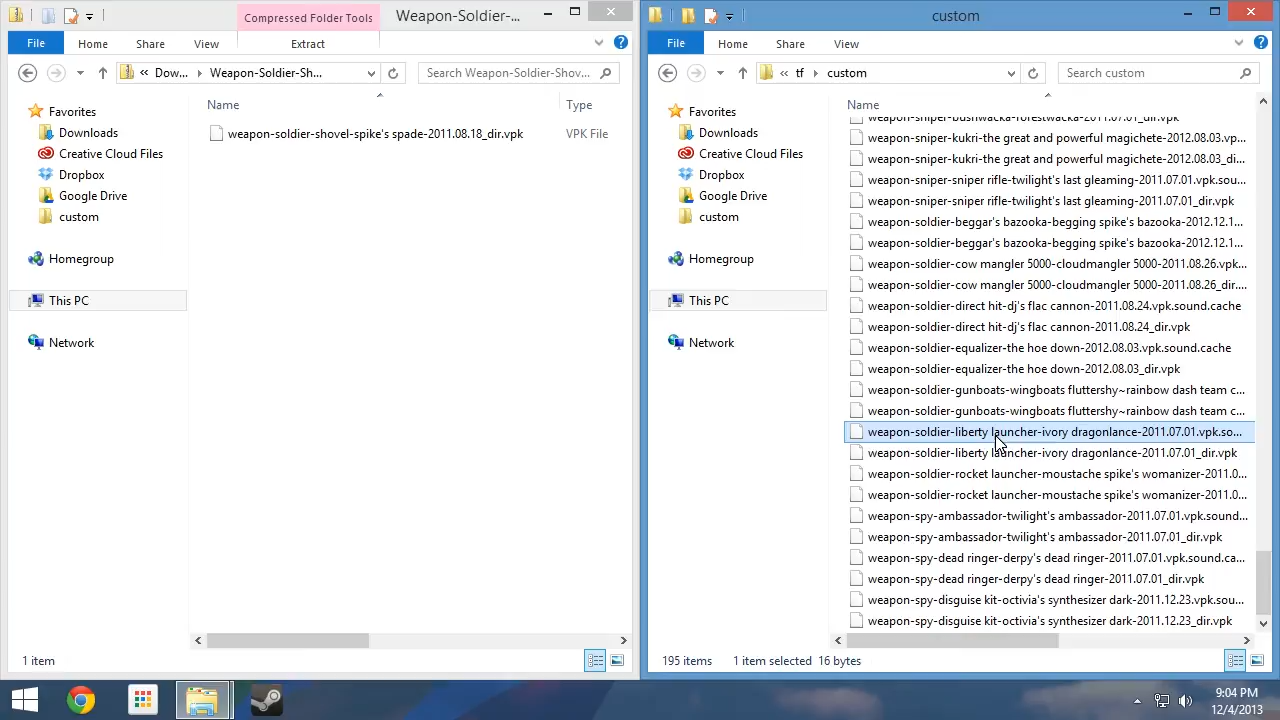 Compressed Folder Tools
Weapon-Soldier-...
File
Home
Share
View
Extract
Dow...
Weapon-Soldier-Sh...
Search Weapon-Soldier-Shov...
Name
Type
Favorites
Downloads
Creative Cloud Files
Dropbox
Google Drive
custom
Homegroup
This PC
Network
weapon-soldier-shovel-spike's spade-2011.08.18_dir.vpk
VPK File
1 item
custom
File
Home
Share
View
tf
custom
Search custom
Name
Favorites
Downloads
Creative Cloud Files
Dropbox
Google Drive
custom
Homegroup
This PC
Network
weapon-sniper-bushwacka-forestwacka-2011.07.01_dir.vpk
weapon-sniper-kukri-the great and powerful magichete-2012.08.03.vp...
weapon-sniper-kukri-the great and powerful magichete-2012.08.03_di...
weapon-sniper-sniper rifle-twilight's last gleaming-2011.07.01.vpk.sou...
weapon-sniper-sniper rifle-twilight's last gleaming-2011.07.01_dir.vpk
weapon-soldier-beggar's bazooka-begging spike's bazooka-2012.12.1...
weapon-soldier-beggar's bazooka-begging spike's bazooka-2012.12.1...
weapon-soldier-cow mangler 5000-cloudmangler 5000-2011.08.26.vpk...
weapon-soldier-cow mangler 5000-cloudmangler 5000-2011.08.26_dir....
weapon-soldier-direct hit-dj's flac cannon-2011.08.24.vpk.sound.cache
weapon-soldier-direct hit-dj's flac cannon-2011.08.24_dir.vpk
weapon-soldier-equalizer-the hoe down-2012.08.03.vpk.sound.cache
weapon-soldier-equalizer-the hoe down-2012.08.03_dir.vpk
weapon-soldier-gunboats-wingboats fluttershy~rainbow dash team c...
weapon-soldier-gunboats-wingboats fluttershy~rainbow dash team c...
weapon-soldier-liberty launcher-ivory dragonlance-2011.07.01.vpk.so...
weapon-soldier-liberty launcher-ivory dragonlance-2011.07.01_dir.vpk
weapon-soldier-rocket launcher-moustache spike's womanizer-2011.0...
weapon-soldier-rocket launcher-moustache spike's womanizer-2011.0...
weapon-spy-ambassador-twilight's ambassador-2011.07.01.vpk.sound...
weapon-spy-ambassador-twilight's ambassador-2011.07.01_dir.vpk
weapon-spy-dead ringer-derpy's dead ringer-2011.07.01.vpk.sound.ca...
weapon-spy-dead ringer-derpy's dead ringer-2011.07.01_dir.vpk
weapon-spy-disguise kit-octivia's synthesizer dark-2011.12.23.vpk.sou...
weapon-spy-disguise kit-octivia's synthesizer dark-2011.12.23_dir.vpk
195 items
1 item selected
16 bytes
9:04 PM
12/4/2013